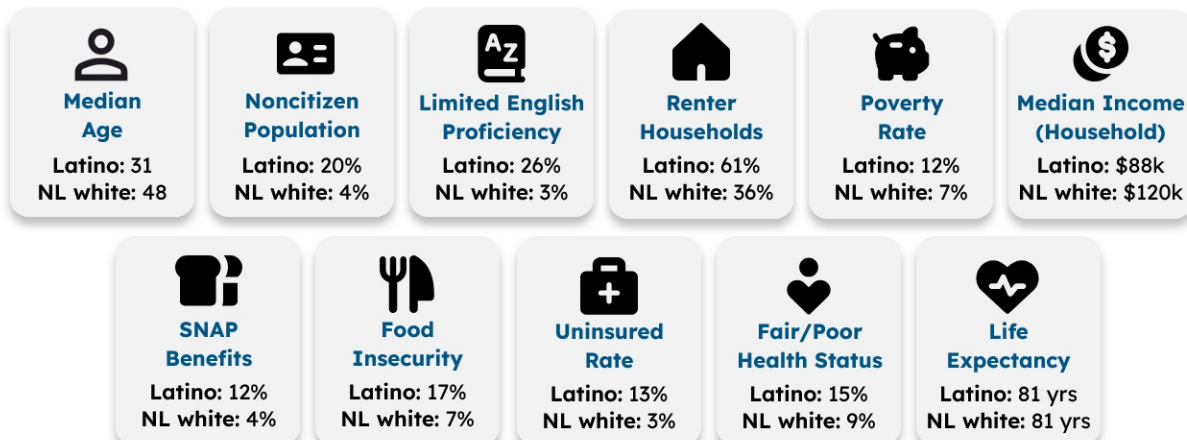 A Z
$
Median
Age
Latino: 31
NL white: 48
Noncitizen
Population
Latino: 20%
NL white: 4%
Limited English
Proficiency
Latino: 26%
NL white: 3%
Renter
Households
Latino: 61%
NL white: 36%
Poverty
Rate
Latino: 12%
NL white: 7%
Median Income
(Household)
Latino: $88k
NL white: $120k
SNAP
Benefits
Latino: 12%
NL white: 4%
Food
Insecurity
Latino: 17%
NL white: 7%
Uninsured
Rate
Latino: 13%
NL white: 3%
Fair/Poor
Health Status
Latino: 15%
NL white: 9%
Life
Expectancy
Latino: 81 yrs
NL white: 81 yrs